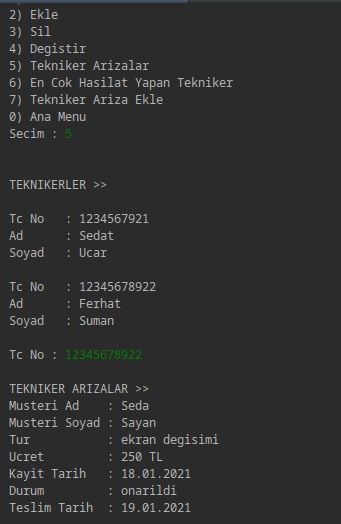 2) Ekle
3) Sil
4) Degistir
5) Tekniker Arizalar
6) En Cok Hasilat Yapan Tekniker
7) Tekniker Ariza Ekle
0) Ana Menu
Secim : 5
TEKNIKERLER >>
Tc No : 1234567921
Ad : Sedat
Soyad : Ucar
Tc No : 12345678922
Ad : Ferhat
Soyad : Suman
Tc No : 12345678922
TEKNIKER ARIZALAR >>
Musteri Ad : Seda
Musteri Soyad : Sayan
Tur : ekran degisimi
Ucret : 250 TL
Kayit Tarih : 18.01.2021
Durum : onarildi
Teslim Tarih : 19.01.2021